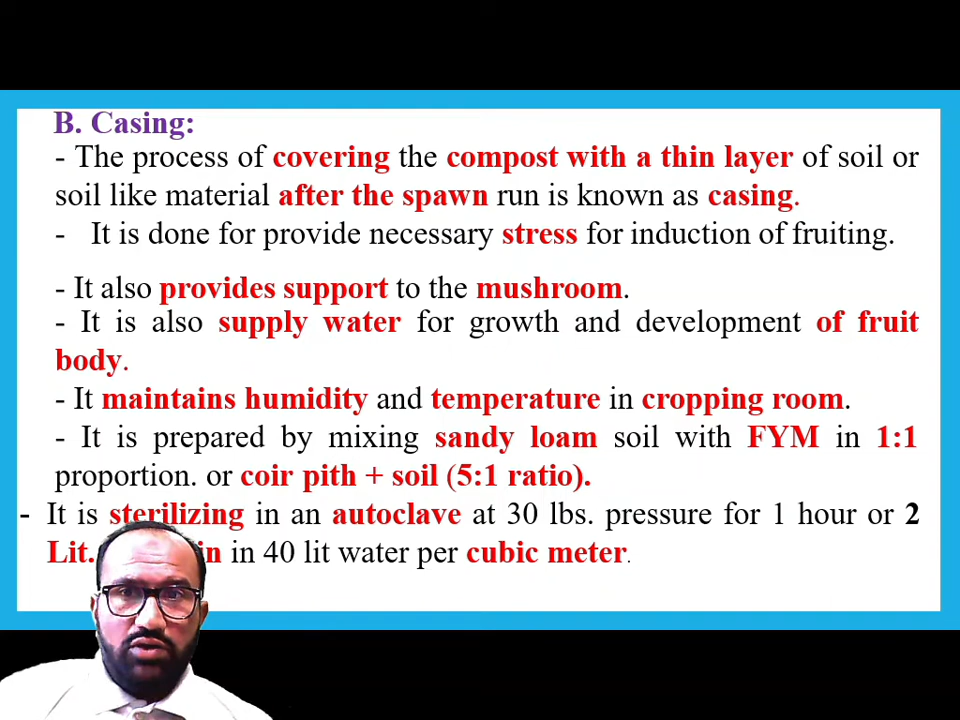 B. Casing:
- The process of covering the compost with a thin layer of soil or
soil like material after the spawn run is known as casing.
- It is done for provide necessary stress for induction of fruiting.
- It also provides support to the mushroom.
- It is also supply water for growth and development of fruit
body.
- It maintains humidity and temperature in cropping room.
- It is prepared by mixing sandy loam soil with FYM in 1:1
proportion. or coir pith + soil (5:1 ratio).
- It is sterilizing in an autoclave at 30 lbs. pressure for 1 hour or 2
Lit. in 40 lit water per cubic meter.